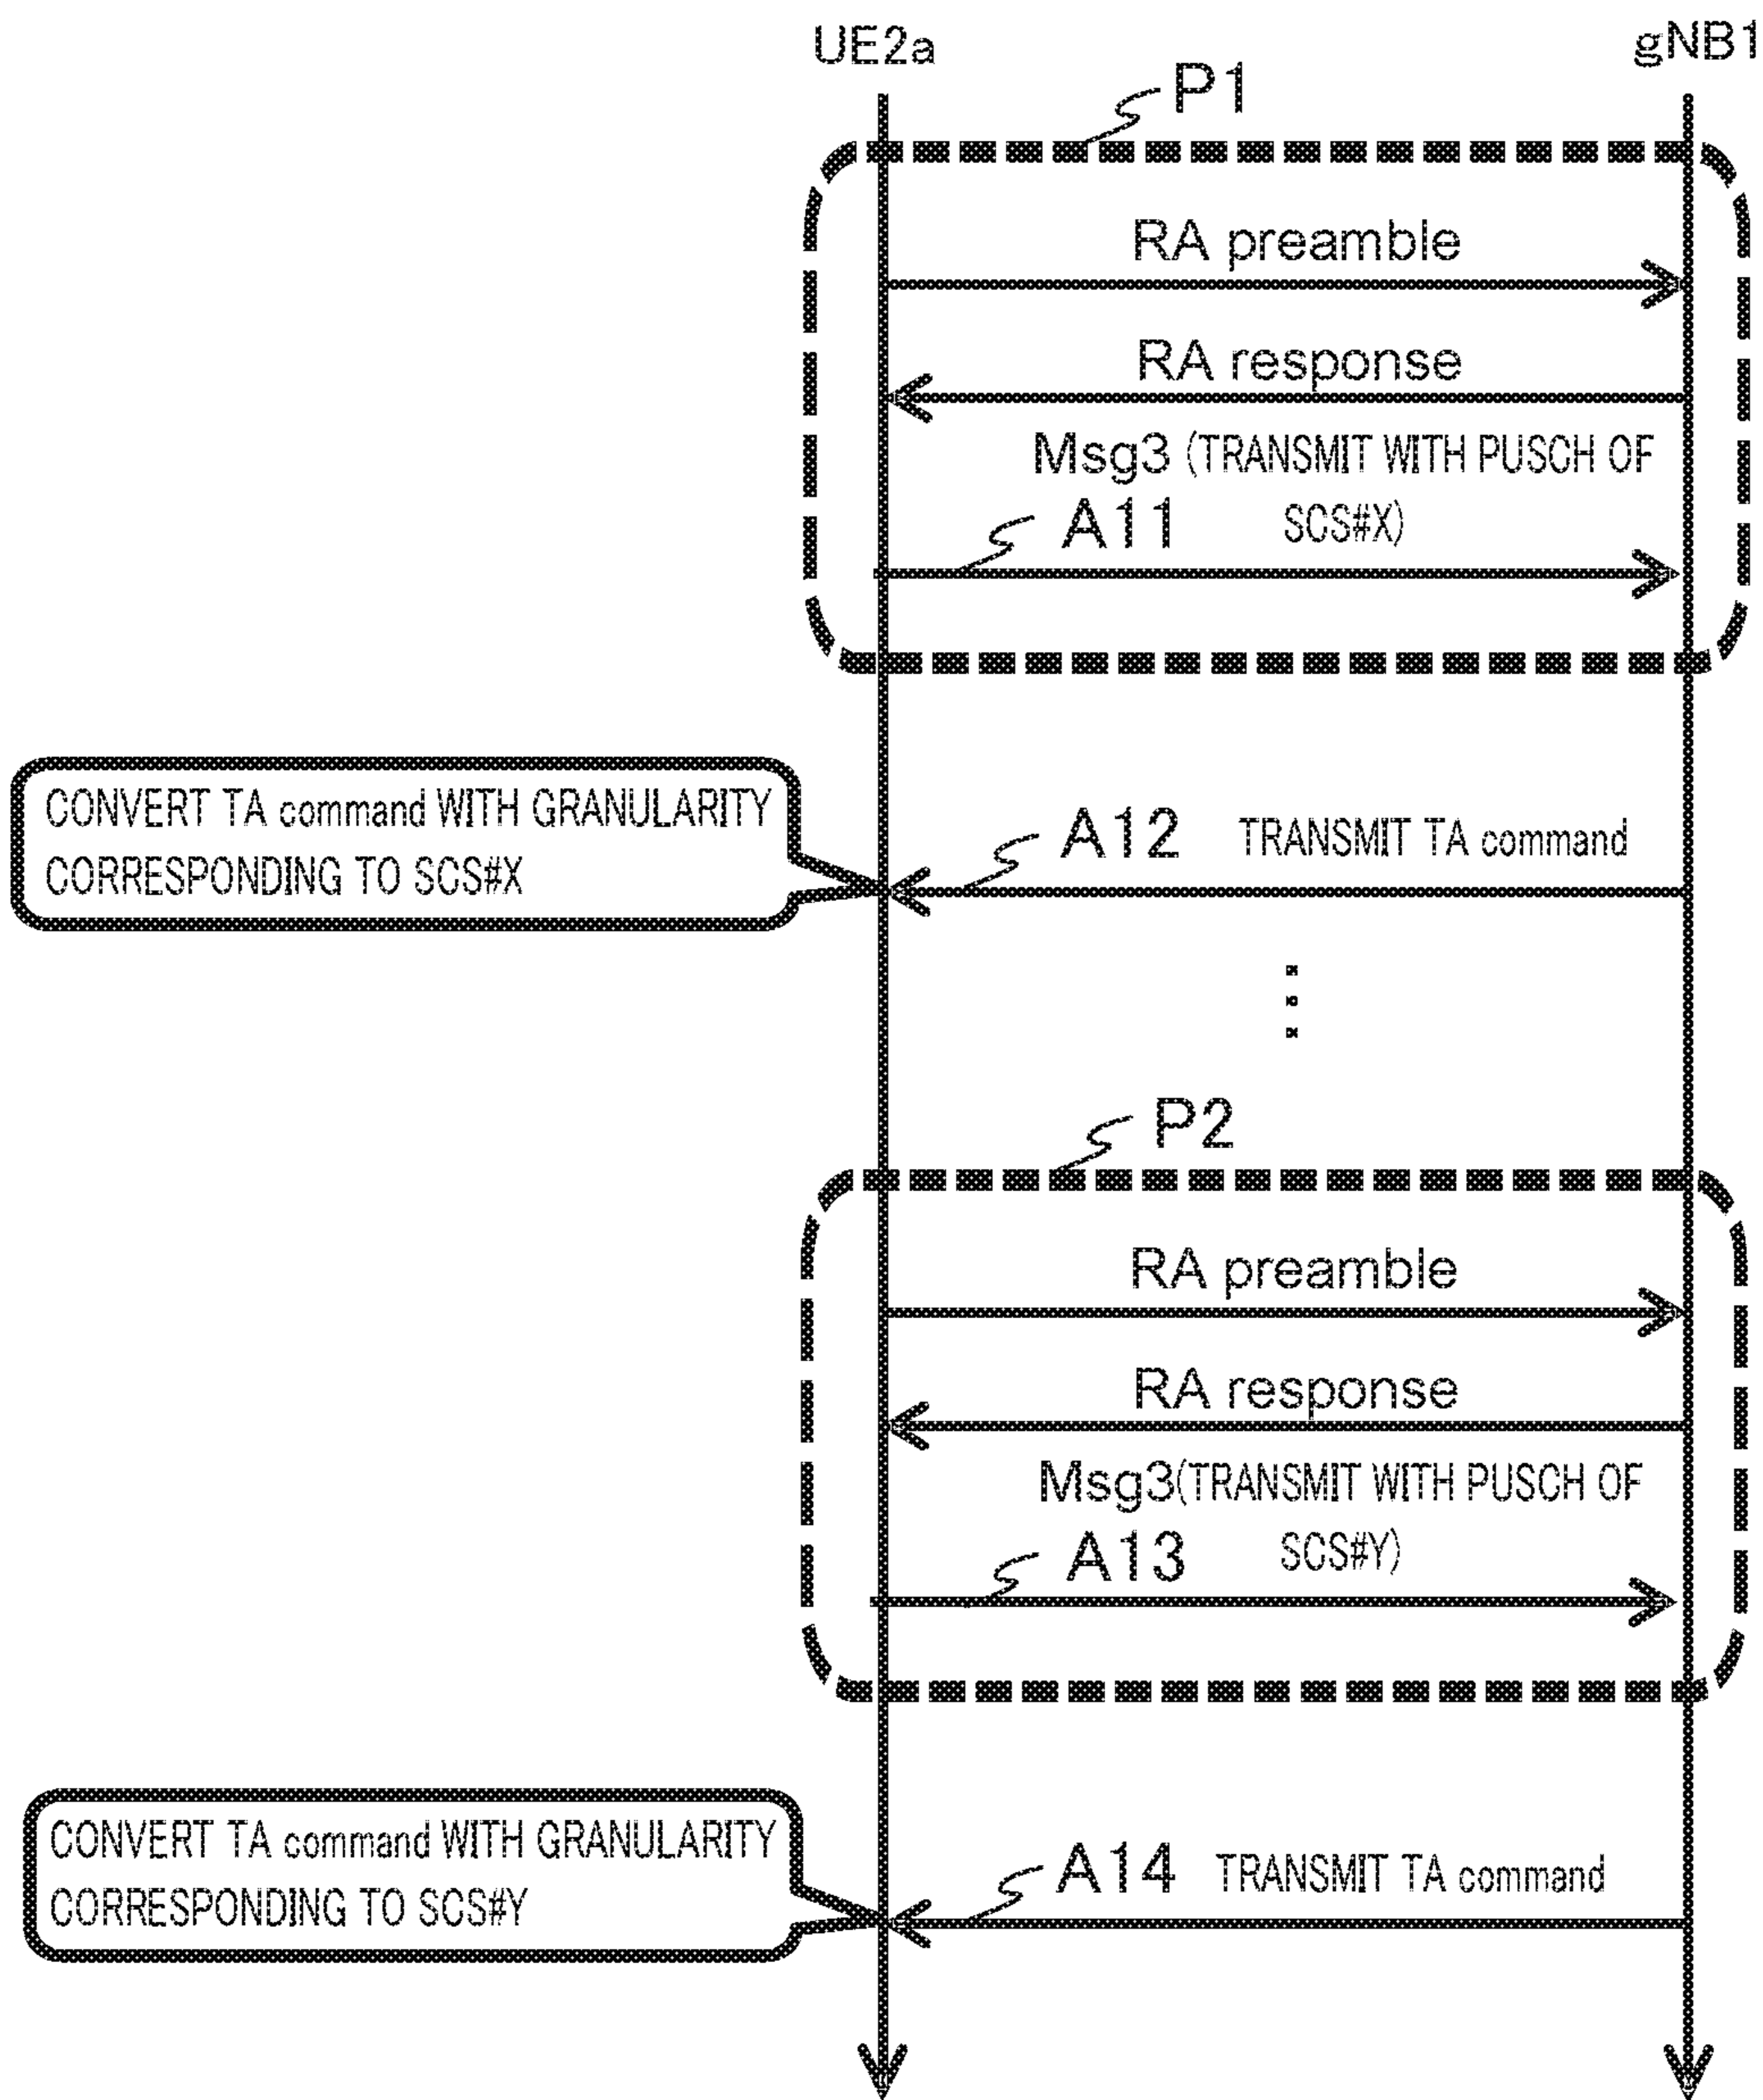 UE2a
gNB1
P1
RA preamble
RA response
Msg3 (TRANSMIT WITH PUSCH OF
A11 SCS#X)
CONVERT TA command WITH GRANULARITY
CORRESPONDING TO SCS#X
A12 TRANSMIT TA command
P2
RA preamble
RA response
Msg3(TRANSMIT WITH PUSCH OF
A13 SCS#Y)
CONVERT TA command WITH GRANULARITY
CORRESPONDING TO SCS#Y
A14 TRANSMIT TA command